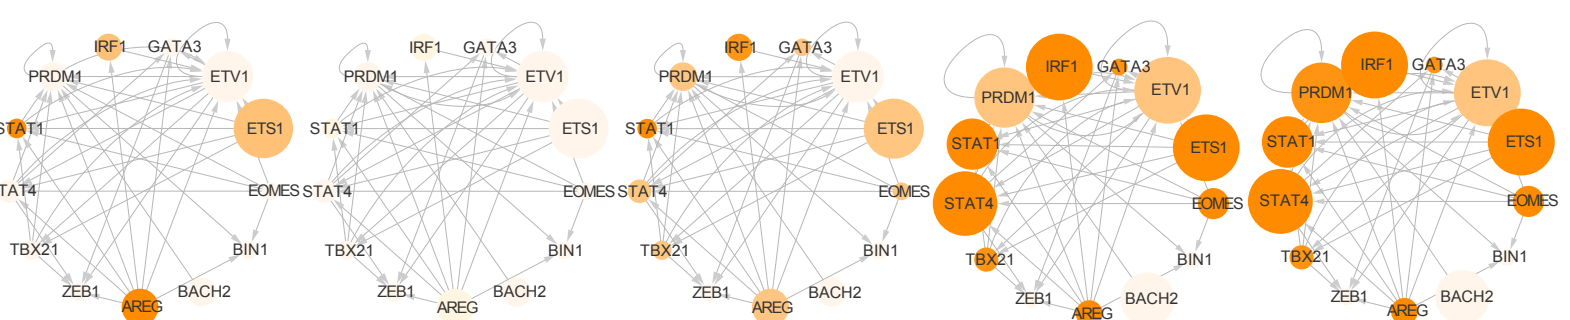 IRF1 GATA3
PRDM1 ETV1
STAT1 ETS1
STAT4 EOMES
TBX21 BIN1
ZEB1 BACH2
AREG
IRF1 GATA3
PRDM1 ETV1
STAT1 ETS1
STAT4 EOMES
TBX21 BIN1
ZEB1 BACH2
AREG
IRF1 GATA3
PRDM1 ETV1
STAT1 ETS1
STAT4 EOMES
TBX21 BIN1
ZEB1 BACH2
AREG
IRF1 GATA3
PRDM1 ETV1
STAT1 ETS1
STAT4 EOMES
TBX21 BIN1
ZEB1 BACH2
AREG
IRF1 GATA3
PRDM1 ETV1
STAT1 ETS1
STAT4 EOMES
TBX21 BIN1
ZEB1 BACH2
AREG